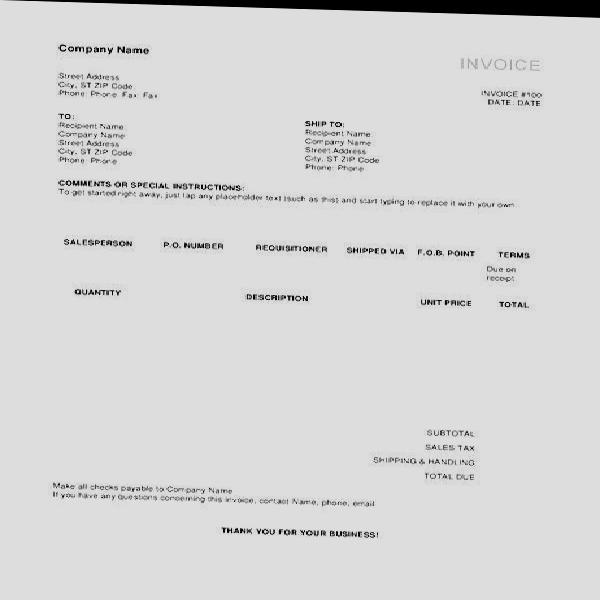 Company Name
INVOICE
Street Address
City, ST ZIP Code
Phone: Phone Fax: Fax
INVOICE #100
DATE: DATE
TO:
Recipient Name
Company Name
Street Address
City, ST ZIP Code
Phone: Phone
SHIP TO:
Recipient Name
Company Name
Street Address
City, ST ZIP Code
Phone: Phone
COMMENTS OR SPECIAL INSTRUCTIONS:
To get started right away, just tap any placeholder text (such as this) and start typing to replace it with your own.
SALESPERSON P.O. NUMBER REQUISITIONER SHIPPED VIA F.O.B. POINT TERMS
Due on
receipt
QUANTITY DESCRIPTION UNIT PRICE TOTAL
SUBTOTAL
SALES TAX
SHIPPING & HANDLING
TOTAL DUE
Make all checks payable to Company Name
If you have any questions concerning this invoice, contact Name, phone, email
THANK YOU FOR YOUR BUSINESS!